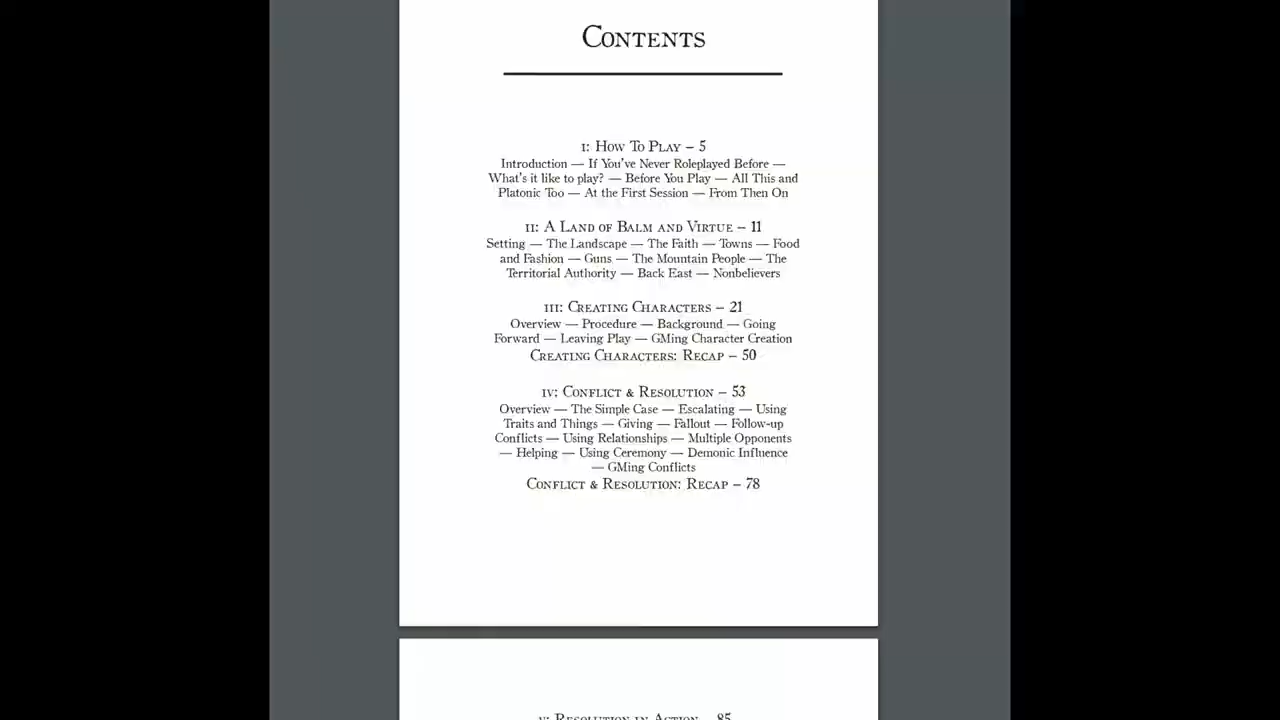 Contents
I: How To Play – 5
Introduction — If You've Never Roleplayed Before —
What's it like to play? — Before You Play — All This and
Platonic Too — At the First Session — From Then On
II: A Land of Balm and Virtue – 11
Setting — The Landscape — The Faith — Towns — Food
and Fashion — Guns — The Mountain People — The
Territorial Authority — Back East — Nonbelievers
III: Creating Characters – 21
Overview — Procedure — Background — Going
Forward — Leaving Play — GMing Character Creation
Creating Characters: Recap – 50
IV: Conflict & Resolution – 53
Overview — The Simple Case — Escalating — Using
Traits and Things — Giving — Fallout — Follow-up
Conflicts — Using Relationships — Multiple Opponents
— Helping — Using Ceremony — Demonic Influence
— GMing Conflicts
Conflict & Resolution: Recap – 78
V: Resolution in Action – 85